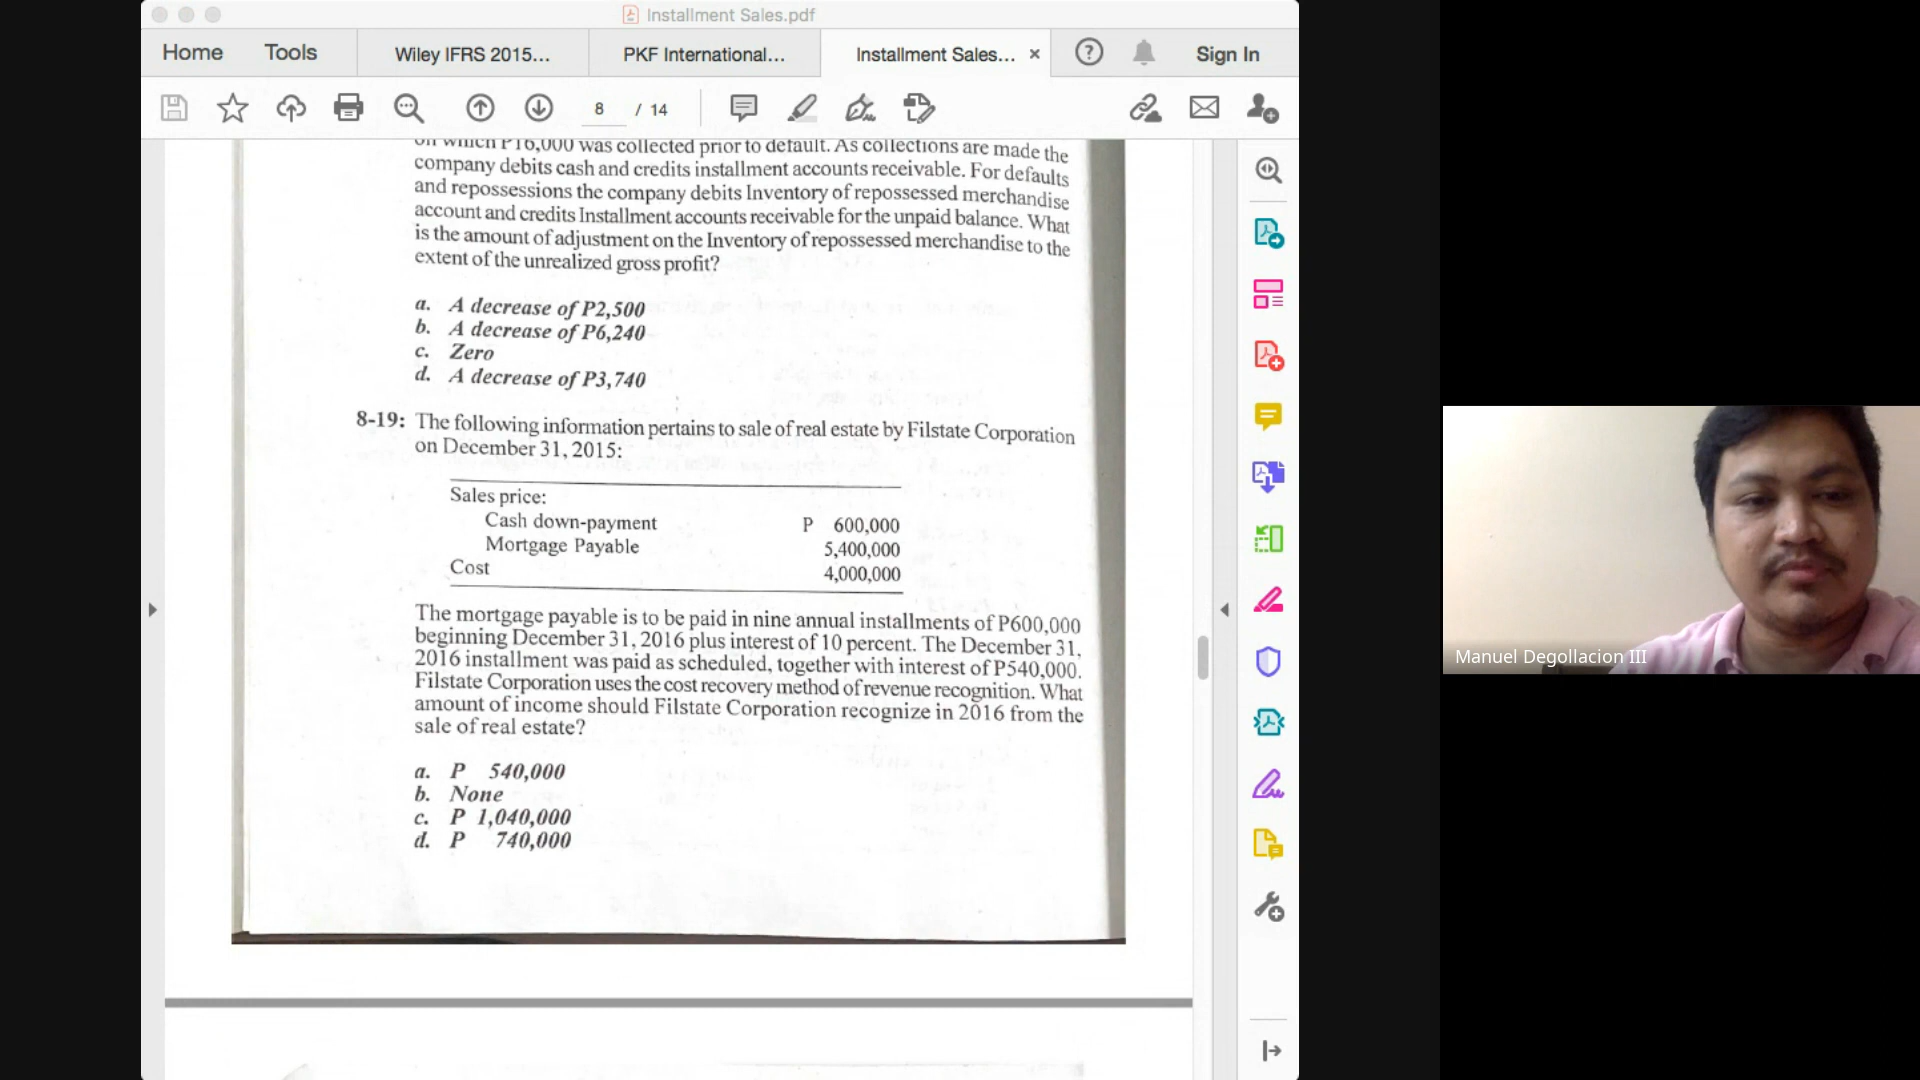 Installment Sales.pdf
Home Tools Wiley IFRS 2015... PKF International... Installment Sales... × Sign In
8 / 14
on which P16,000 was collected prior to default. As collections are made the
company debits cash and credits installment accounts receivable. For defaults
and repossessions the company debits Inventory of repossessed merchandise
account and credits Installment accounts receivable for the unpaid balance. What
is the amount of adjustment on the Inventory of repossessed merchandise to the
extent of the unrealized gross profit?
a. A decrease of P2,500
b. A decrease of P6,240
c. Zero
d. A decrease of P3,740
8-19: The following information pertains to sale of real estate by Filstate Corporation
on December 31, 2015:
Sales price:
Cash down-payment P 600,000
Mortgage Payable 5,400,000
Cost 4,000,000
The mortgage payable is to be paid in nine annual installments of P600,000
beginning December 31, 2016 plus interest of 10 percent. The December 31,
2016 installment was paid as scheduled, together with interest of P540,000.
Filstate Corporation uses the cost recovery method of revenue recognition. What
amount of income should Filstate Corporation recognize in 2016 from the
sale of real estate?
a. P 540,000
b. None
c. P 1,040,000
d. P 740,000
Manuel Degollacion III